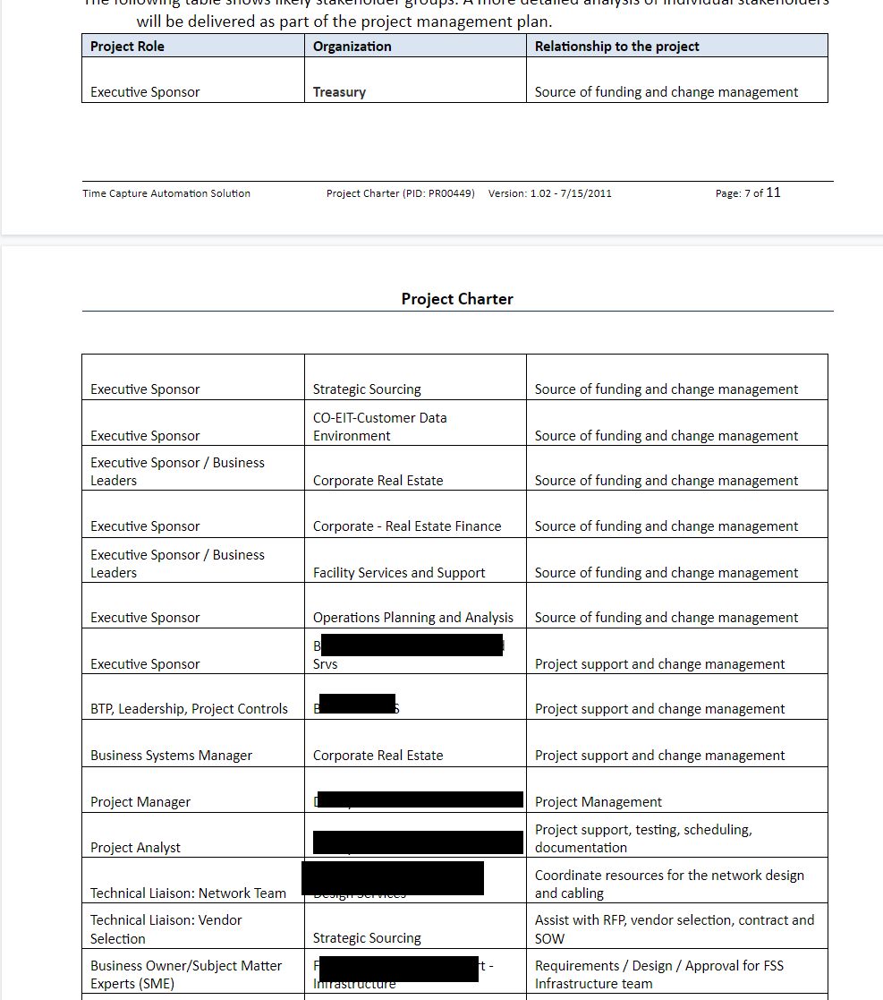 The following table shows likely stakeholder groups. A more detailed analysis of individual stakeholders
will be delivered as part of the project management plan.
Project Role Organization Relationship to the project
Executive Sponsor Treasury Source of funding and change management
Time Capture Automation Solution Project Charter (PID: PR00449) Version: 1.02 - 7/15/2011 Page: 7 of 11
Project Charter
Executive Sponsor Strategic Sourcing Source of funding and change management
CO-EIT-Customer Data
Executive Sponsor Environment Source of funding and change management
Executive Sponsor / Business
Leaders Corporate Real Estate Source of funding and change management
Executive Sponsor Corporate - Real Estate Finance Source of funding and change management
Executive Sponsor / Business
Leaders Facility Services and Support Source of funding and change management
Executive Sponsor Operations Planning and Analysis Source of funding and change management
B
Executive Sponsor Srvs Project support and change management
BTP, Leadership, Project Controls Project support and change management
Business Systems Manager Corporate Real Estate Project support and change management
Project Manager Project Management
Project support, testing, scheduling,
Project Analyst documentation
Coordinate resources for the network design
Technical Liaison: Network Team Design Services and cabling
Technical Liaison: Vendor Assist with RFP, vendor selection, contract and
Selection Strategic Sourcing SOW
Business Owner/Subject Matter F t - Requirements / Design / Approval for FSS
Experts (SME) Infrastructure Infrastructure team